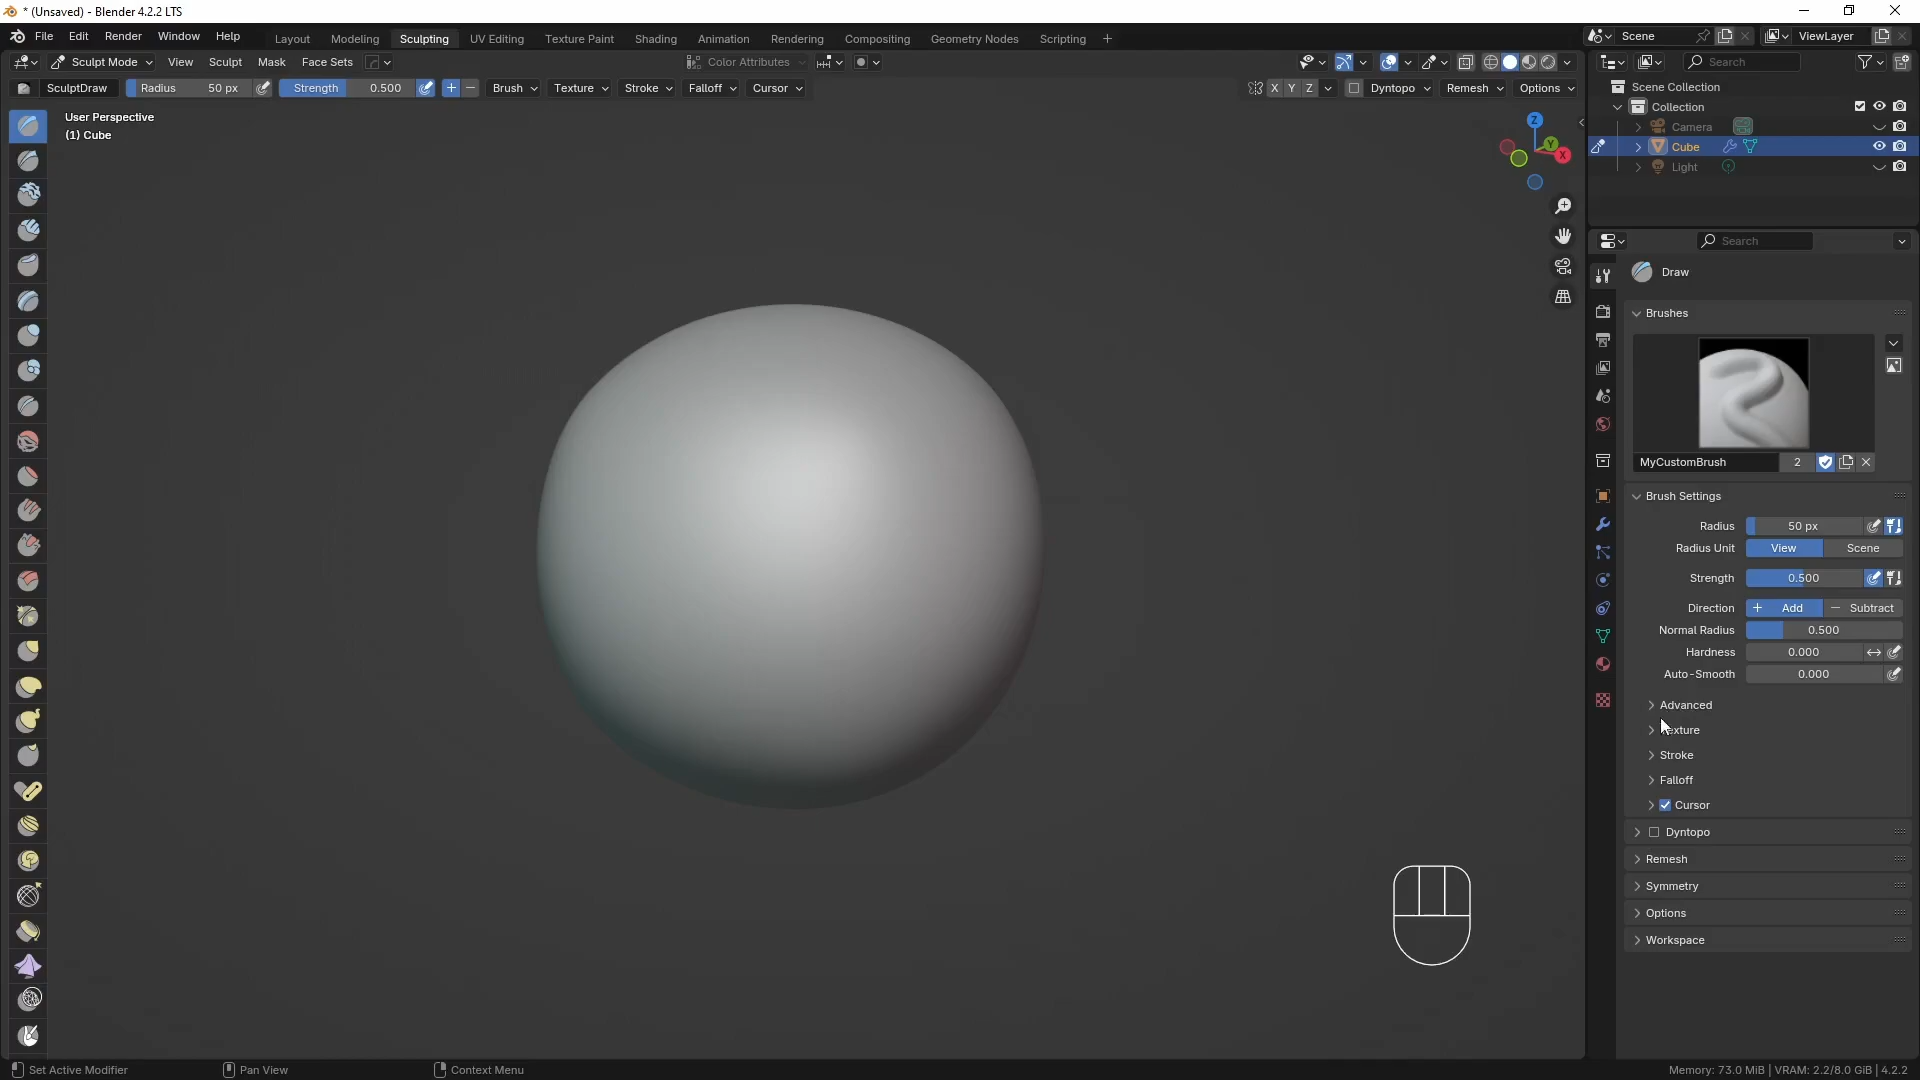 * (Unsaved) - Blender 4.2.2 LTS
File Edit Render Window Help Layout Modeling Sculpting UV Editing Texture Paint Shading Animation Rendering Compositing Geometry Nodes Scripting + Scene ViewLayer
Sculpt Mode View Sculpt Mask Face Sets Color Attributes Search
SculptDraw Radius 50 px Strength 0.500 + − Brush Texture Stroke Falloff Cursor X Y Z Dyntopo Remesh Options
User Perspective
(1) Cube
Z
Y
X
Scene Collection
Collection
Camera
Cube
Light
Search
Draw
Brushes
MyCustomBrush 2
Brush Settings
Radius 50 px
Radius Unit View Scene
Strength 0.500
Direction + Add − Subtract
Normal Radius 0.500
Hardness 0.000
Auto-Smooth 0.000
Advanced
exture
Stroke
Falloff
Cursor
Dyntopo
Remesh
Symmetry
Options
Workspace
Set Active Modifier Pan View Context Menu Memory: 73.0 MiB | VRAM: 2.2/8.0 GiB | 4.2.2